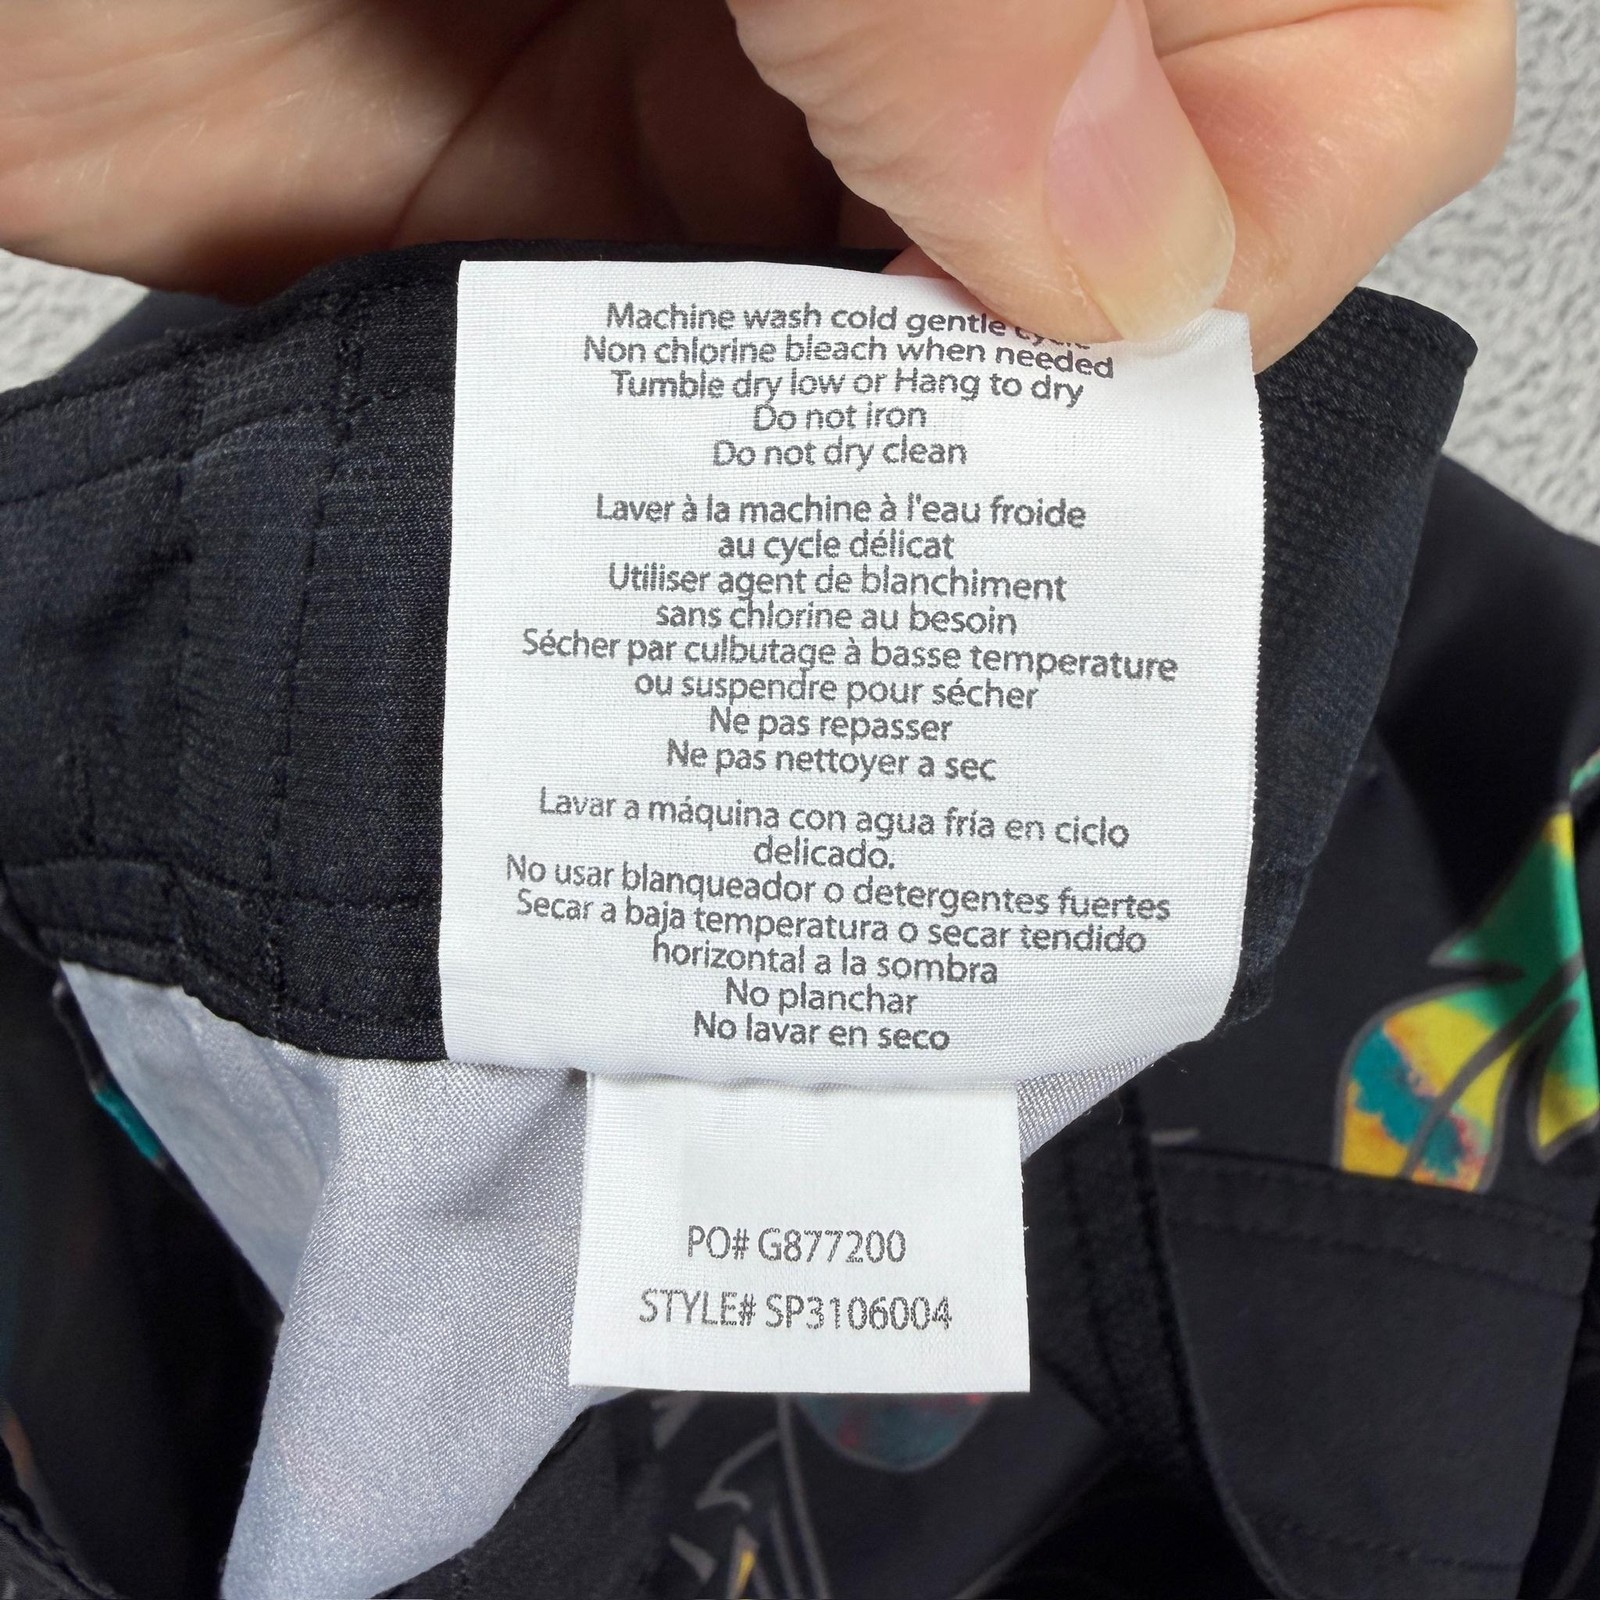 Machine wash cold gentle
Non chlorine bleach when needed
Tumble dry low or Hang to dry
Do not iron
Do not dry clean
Laver à la machine à l'eau froide
au cycle délicat
Utiliser agent de blanchiment
sans chlorine au besoin
Sécher par culbutage à basse temperature
ou suspendre pour sécher
Ne pas repasser
Ne pas nettoyer a sec
Lavar a máquina con agua fría en ciclo
delicado.
No usar blanqueador o detergentes fuertes
Secar a baja temperatura o secar tendido
horizontal a la sombra
No planchar
No lavar en seco
PO# G877200
STYLE# SP3106004